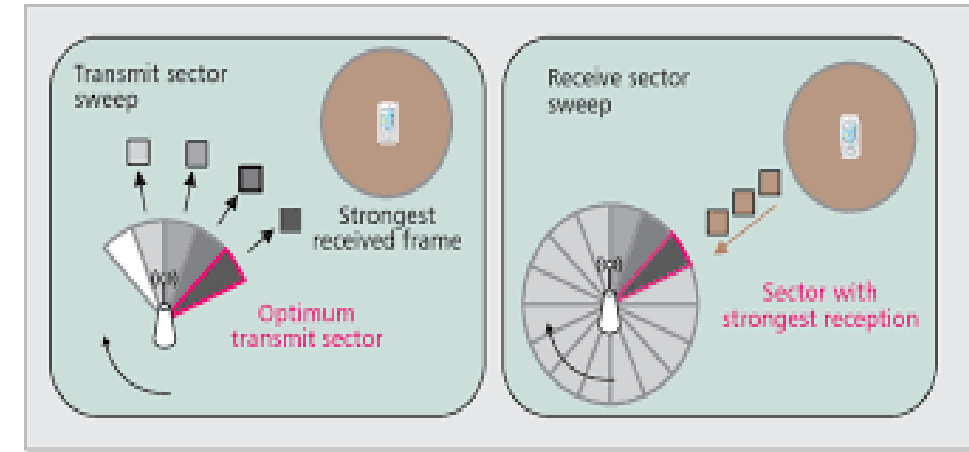 Transmit sector
sweep
Strongest
received frame
Optimum
transmit sector
Receive sector
sweep
Sector with
strongest reception